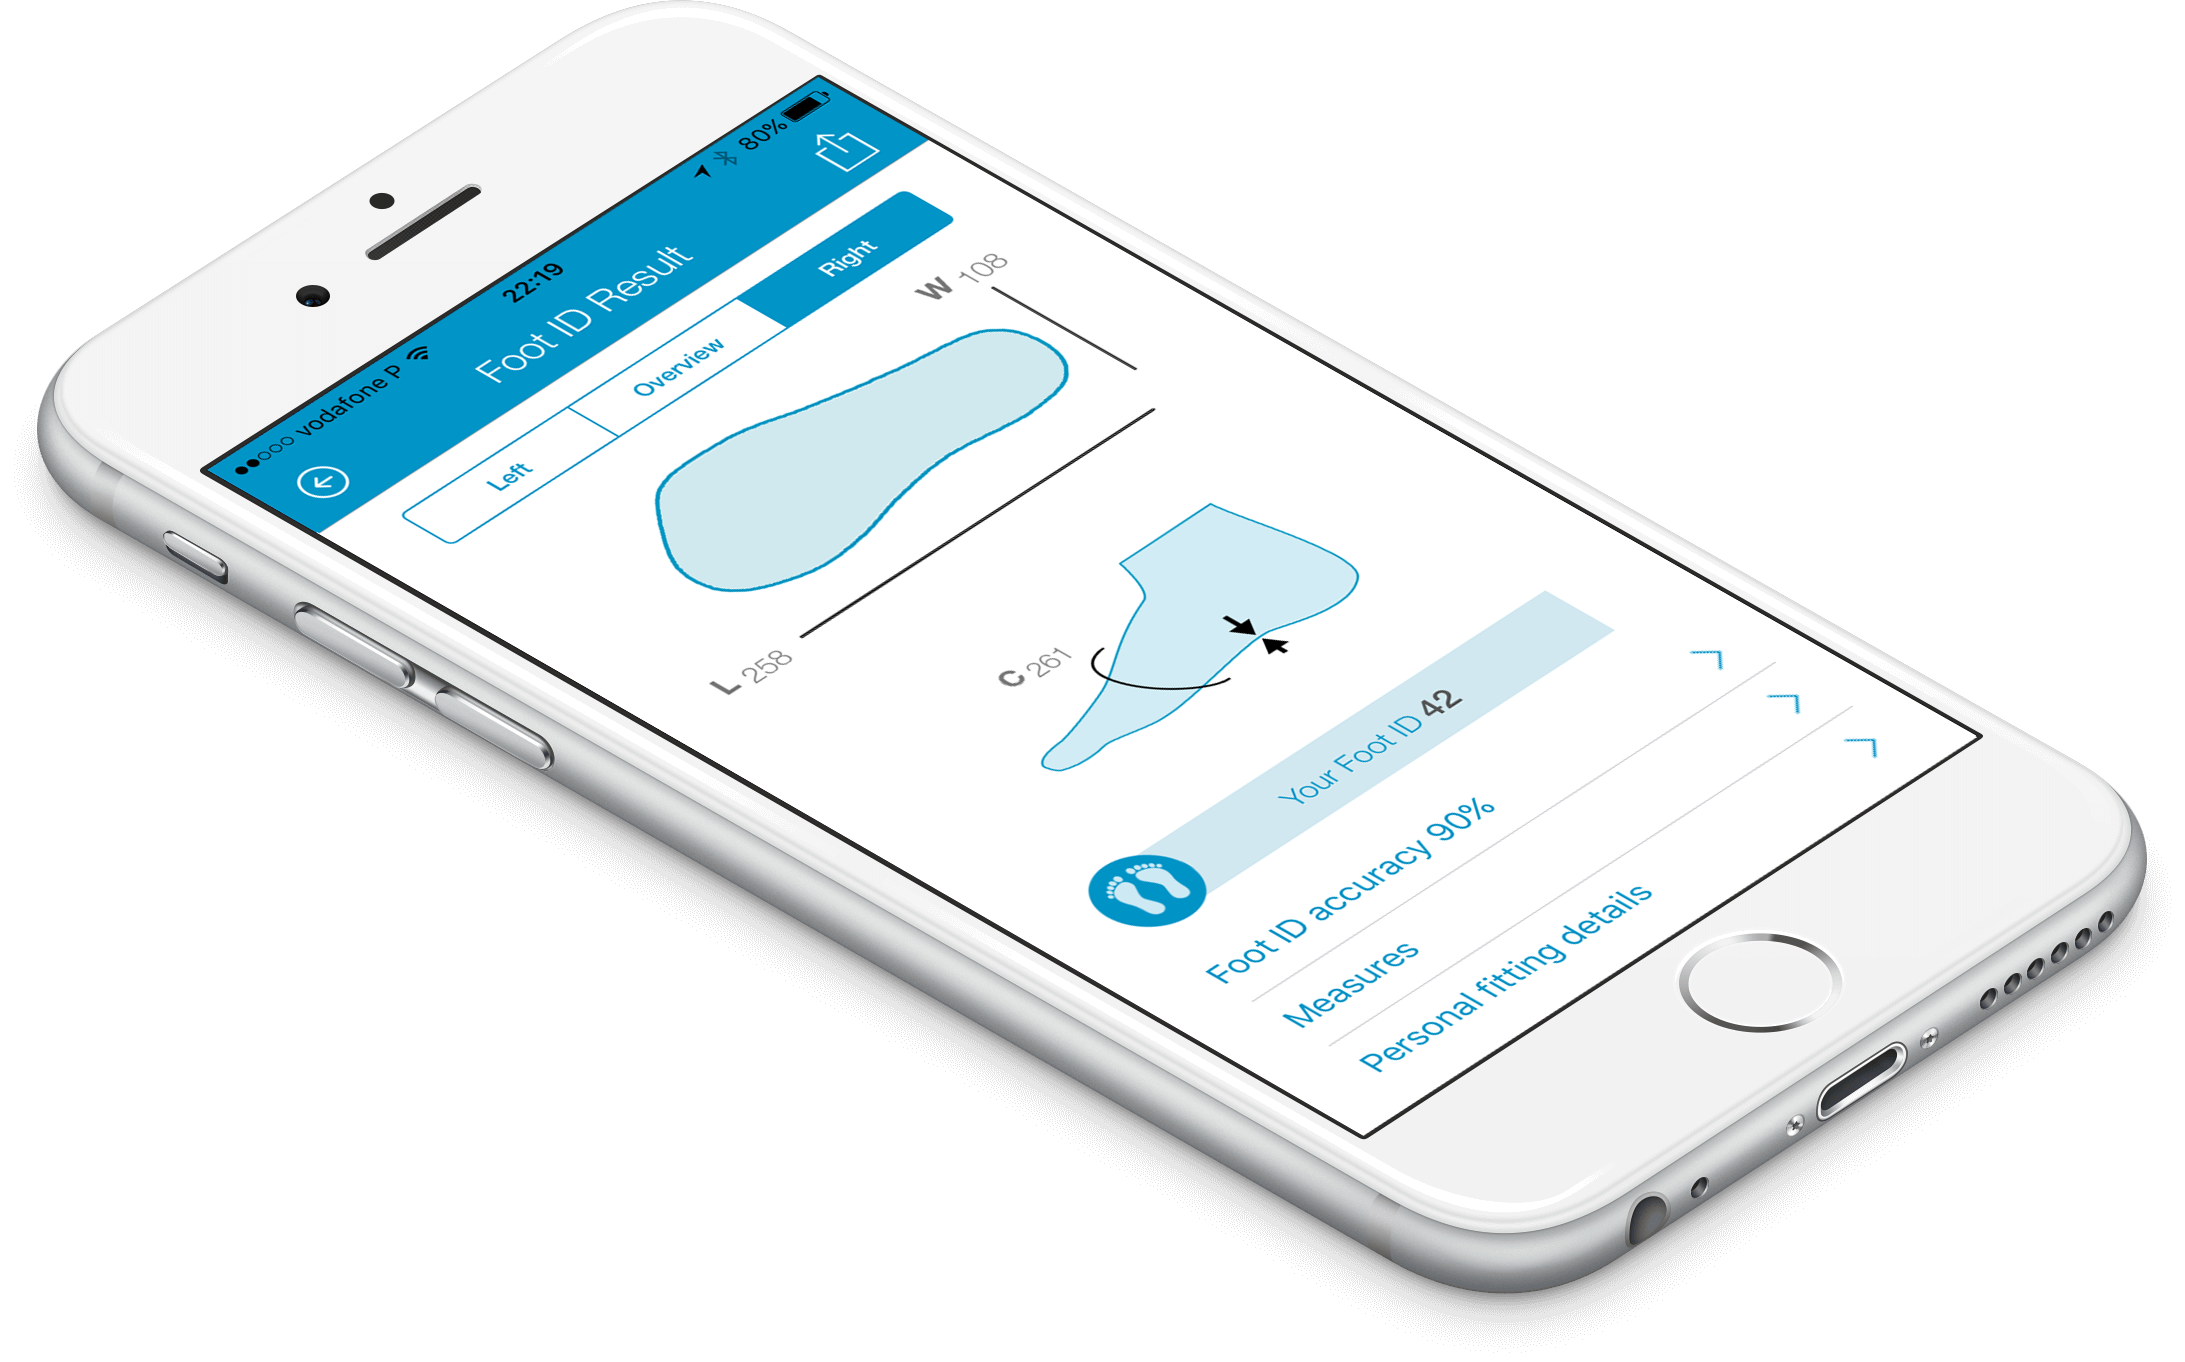 vodafone P 22:19 80%
Foot ID Result
Left Overview Right
W 108
L 258
C 261
Your Foot ID 42
Foot ID accuracy 90%
Measures
Personal fitting details